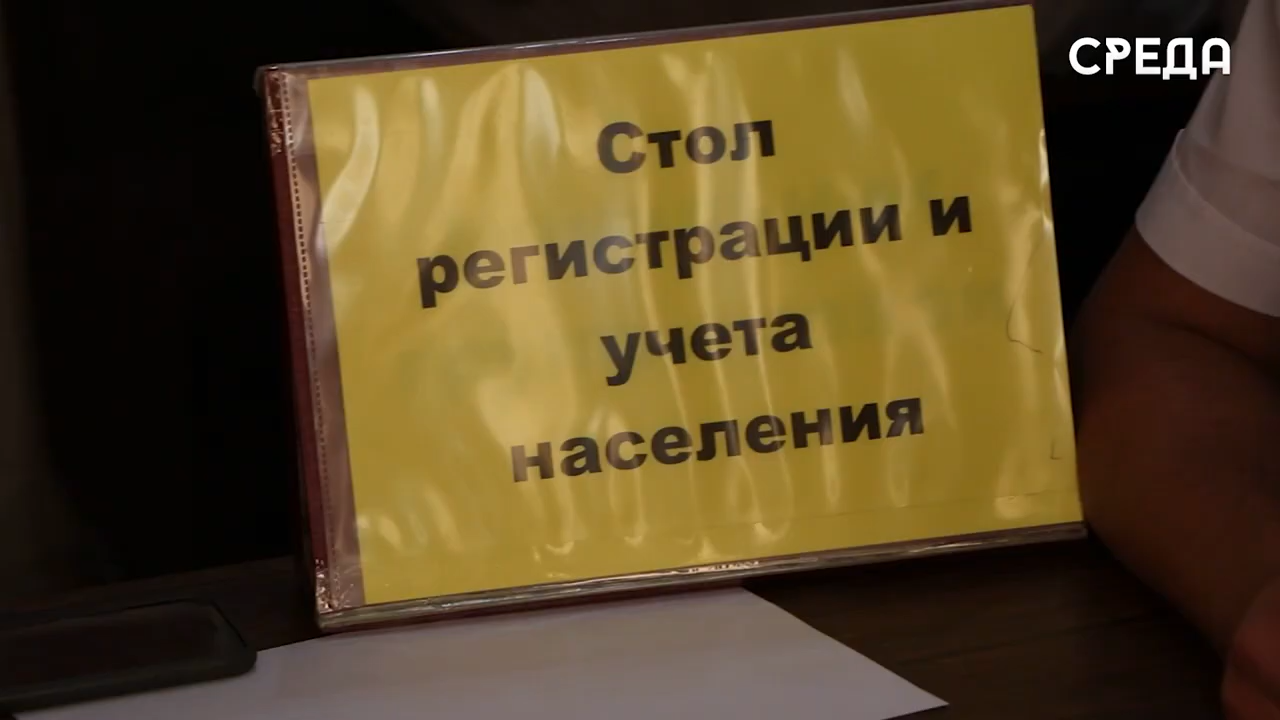 СРЕДА
Стол
регистрации и
учета
населения